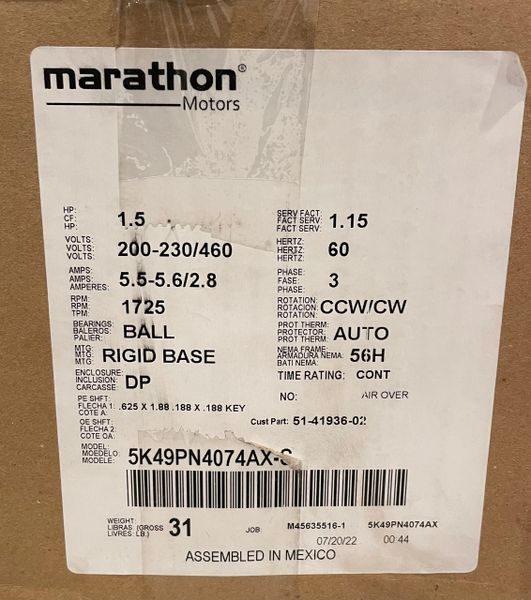 marathon®
Motors
HP:
CF:
HP:
1.5
SERV FACT:
FACT SERV:
FACT SERV:
1.15
VOLTS:
VOLTS:
VOLTS:
200-230/460
HERTZ:
HERTZ:
HERTZ:
60
AMPS:
AMPS:
AMPERES:
5.5-5.6/2.8
PHASE:
FASE:
PHASE:
3
RPM:
RPM:
TPM:
1725
ROTATION:
ROTACION:
ROTATION:
CCW/CW
BEARINGS:
BALEROS:
PALIER:
BALL
PROT THERM:
PROTECTOR:
PROT THERM:
AUTO
MTG:
MTG:
MTG:
RIGID BASE
NEMA FRAME:
ARMADURA NEMA:
BATI NEMA:
56H
ENCLOSURE:
INCLUSION:
CARCASSE:
DP
TIME RATING: CONT
PE SHFT:
FLECHA 1:
COTE A:
.625 X 1.88 .188 X .188 KEY
NO: AIR OVER
OE SHFT:
FLECHA 2:
COTE OA:
Cust Part: 51-41936-02
MODEL:
MOEDELO:
MODELE:
5K49PN4074AX-S
WEIGHT
LIBRAS: (GROSS
LIVRES: LB.)
31
JOB:
M45635516-1 5K49PN4074AX
07/20/22 00:44
ASSEMBLED IN MEXICO